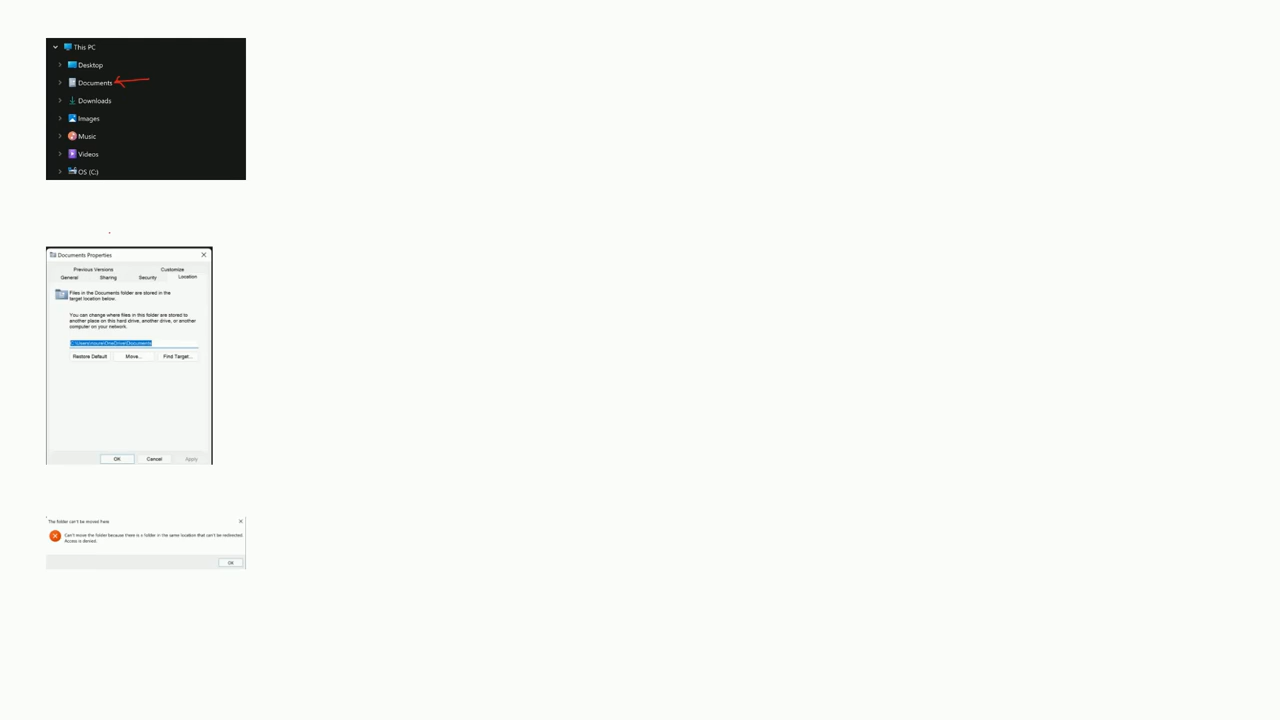 This PC
Desktop
Documents
Downloads
Images
Music
Videos
OS (C:)
Documents Properties
Previous Versions Customize
General Sharing Security Location
Files in the Documents folder are stored in the
target location below.
You can change where files in this folder are stored to
another place on this hard drive, another drive, or another
computer on your network.
Restore Default Move... Find Target...
OK Cancel Apply
The folder can't be moved here.
Can't move the folder because there is a folder in the same location that can't be redirected.
Access is denied.
OK